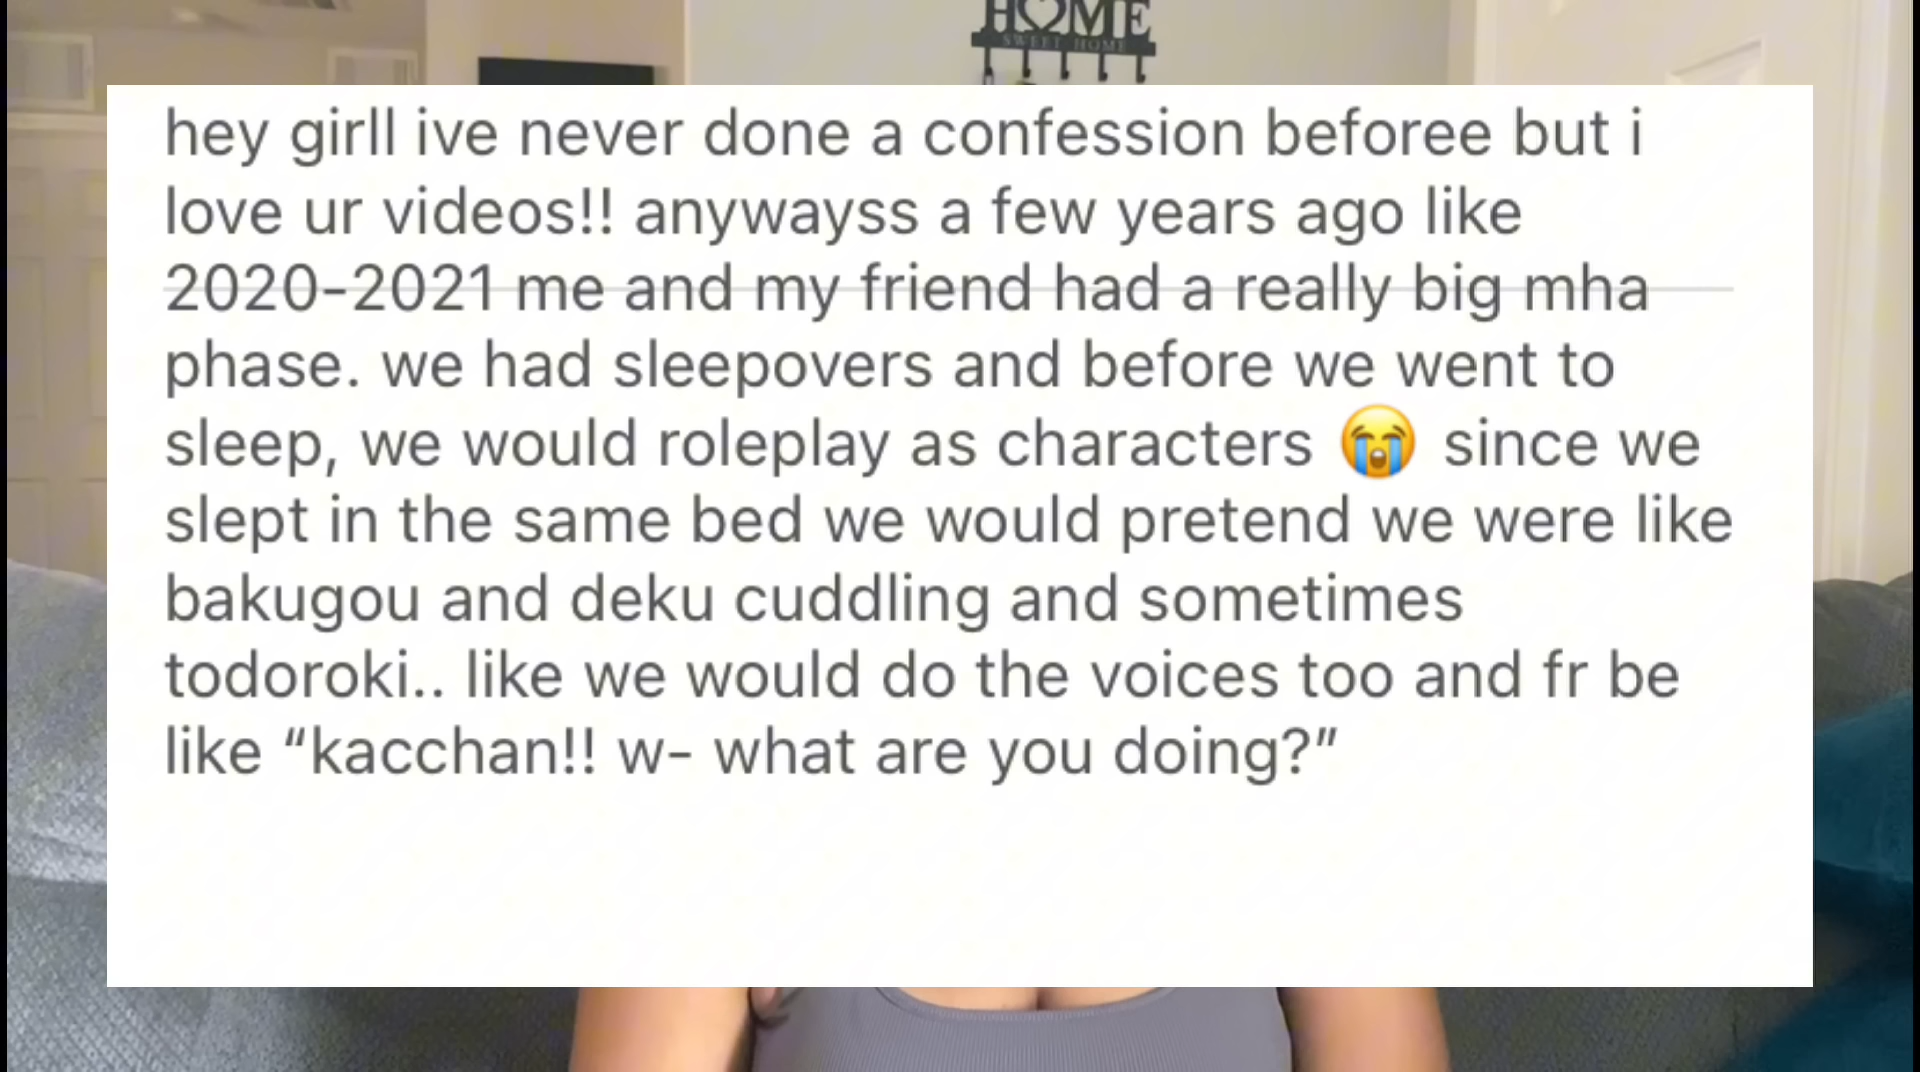 HOME
SWEET HOME
hey girll ive never done a confession beforee but i
love ur videos!! anywayss a few years ago like
2020-2021 me and my friend had a really big mha
phase. we had sleepovers and before we went to
sleep, we would roleplay as characters 😭 since we
slept in the same bed we would pretend we were like
bakugou and deku cuddling and sometimes
todoroki.. like we would do the voices too and fr be
like “kacchan!! w- what are you doing?”